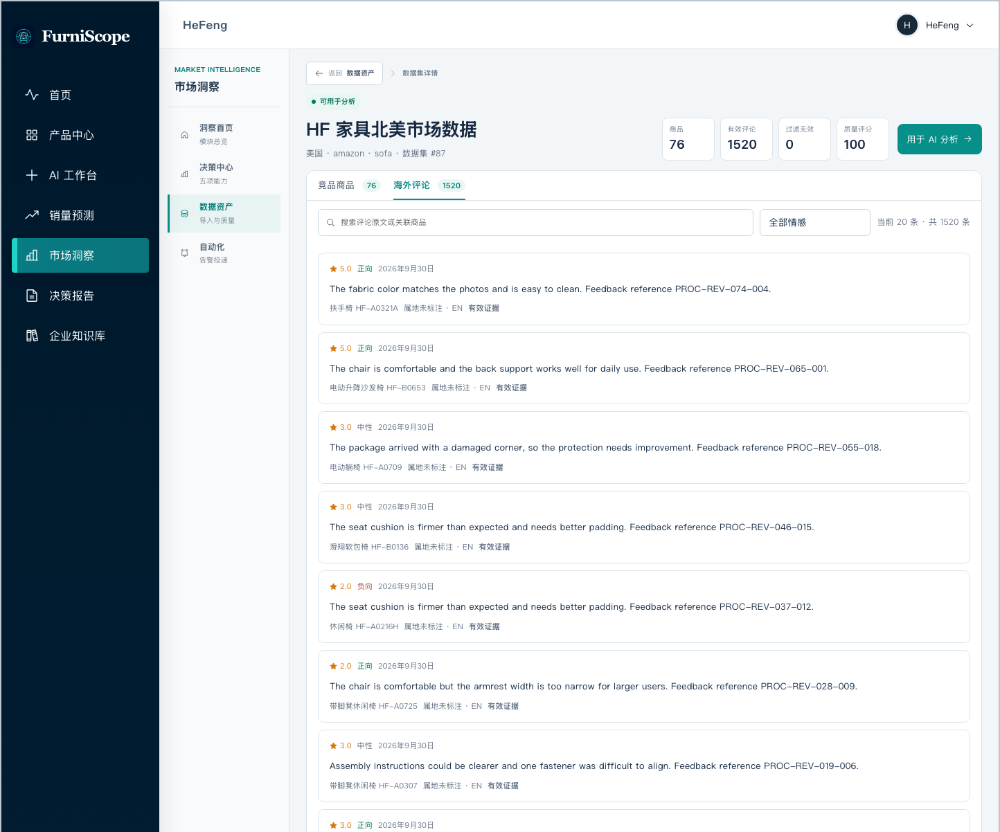 FurniScope
首页
产品中心
AI 工作台
销量预测
市场洞察
决策报告
企业知识库
HeFeng
H HeFeng
MARKET INTELLIGENCE
市场洞察
洞察首页
模块总览
决策中心
五项能力
数据资产
导入与质量
自动化
告警投递
返回 数据资产
数据集详情
可用于分析
HF 家具北美市场数据
美国 · amazon · sofa · 数据集 #87
商品
76
有效评论
1520
过滤无效
0
质量评分
100
用于 AI 分析
竞品商品 76
海外评论 1520
搜索评论原文或关联商品
全部情感
当前 20 条 · 共 1520 条
5.0 正向 2026年9月30日
The fabric color matches the photos and is easy to clean. Feedback reference PROC-REV-074-004.
扶手椅 HF-A0321A 属地未标注 · EN 有效证据
5.0 正向 2026年9月30日
The chair is comfortable and the back support works well for daily use. Feedback reference PROC-REV-065-001.
电动升降沙发椅 HF-B0653 属地未标注 · EN 有效证据
3.0 中性 2026年9月30日
The package arrived with a damaged corner, so the protection needs improvement. Feedback reference PROC-REV-055-018.
电动躺椅 HF-A0709 属地未标注 · EN 有效证据
3.0 中性 2026年9月30日
The seat cushion is firmer than expected and needs better padding. Feedback reference PROC-REV-046-015.
滑翔软包椅 HF-B0136 属地未标注 · EN 有效证据
2.0 负向 2026年9月30日
The seat cushion is firmer than expected and needs better padding. Feedback reference PROC-REV-037-012.
休闲椅 HF-A0216H 属地未标注 · EN 有效证据
2.0 正向 2026年9月30日
The chair is comfortable but the armrest width is too narrow for larger users. Feedback reference PROC-REV-028-009.
带脚凳休闲椅 HF-A0725 属地未标注 · EN 有效证据
3.0 中性 2026年9月30日
Assembly instructions could be clearer and one fastener was difficult to align. Feedback reference PROC-REV-019-006.
带脚凳休闲椅 HF-A0307 属地未标注 · EN 有效证据
3.0 正向 2026年9月30日